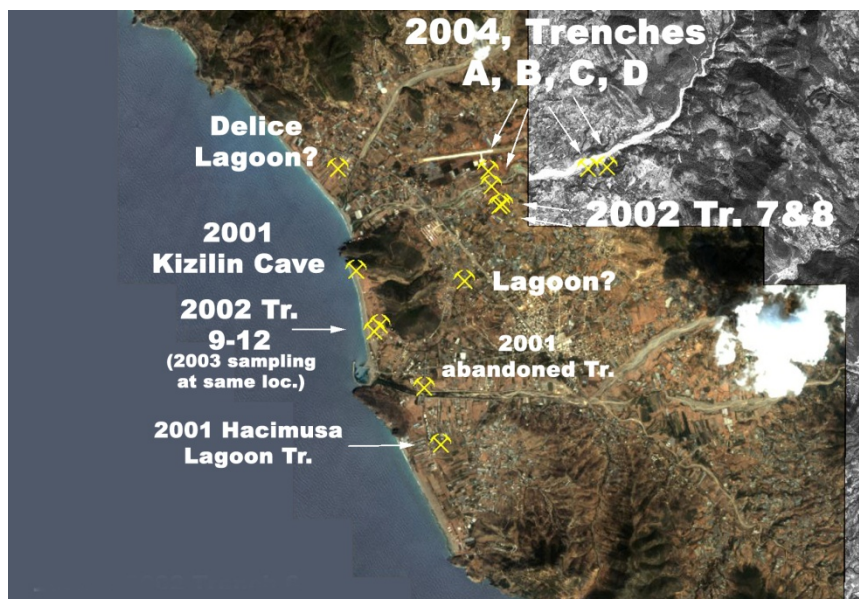 2004, Trenches
A, B, C, D
Delice
Lagoon?
2002 Tr. 7&8
2001
Kizilin Cave
Lagoon?
2002 Tr.
9-12
(2003 sampling
at same loc.)
2001
abandoned Tr.
2001 Hacimusa
Lagoon Tr.